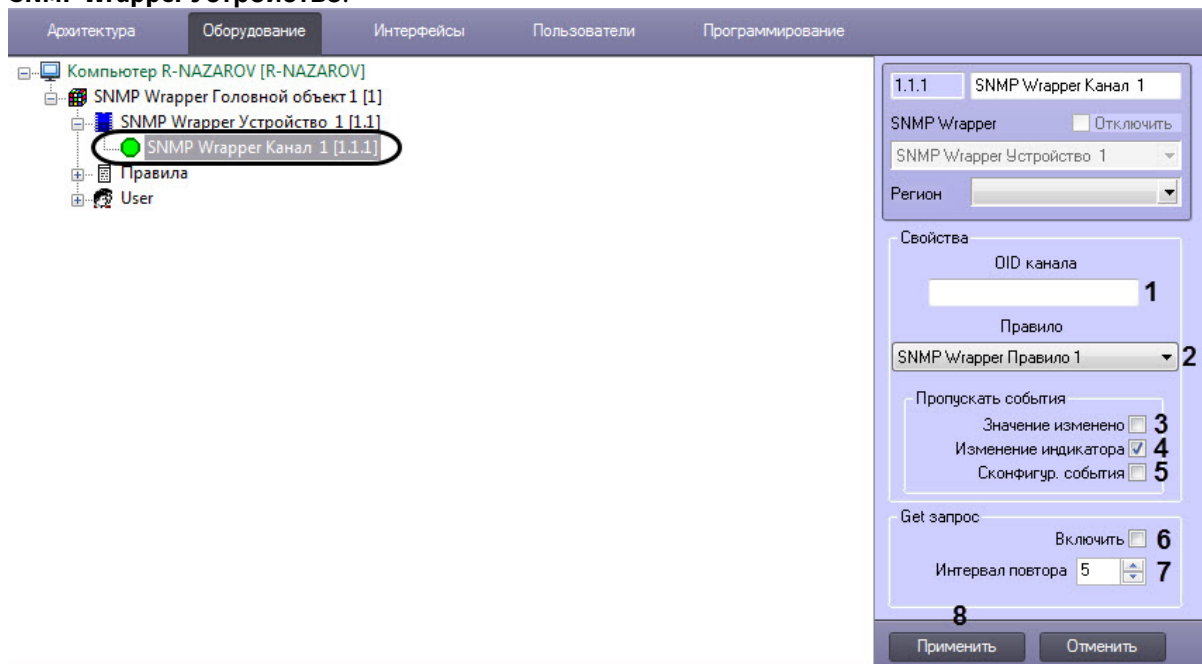 SNMP Wrapper Устройство.
Архитектура Оборудование Интерфейсы Пользователи Программирование
Компьютер R-NAZAROV [R-NAZAROV]
SNMP Wrapper Головной объект 1 [1]
SNMP Wrapper Устройство 1 [1.1]
SNMP Wrapper Канал 1 [1.1.1]
Правила
User
1.1.1 SNMP Wrapper Канал 1
SNMP Wrapper Отключить
SNMP Wrapper Устройство 1
Регион
Свойства
OID канала
1
Правило
SNMP Wrapper Правило 1 2
Пропускать события
Значение изменено 3
Изменение индикатора 4
Сконфигур. события 5
Get запрос
Включить 6
Интервал повтора 5 7
8
Применить Отменить